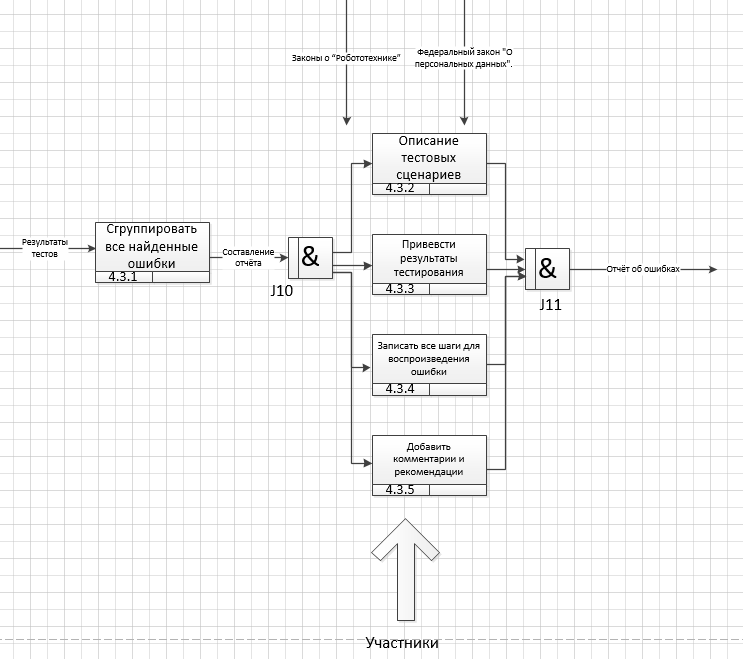 Законы о “Робототехнике”
Федеральный закон "О
персональных данных".
Результаты
тестов
Сгруппировать
все найденные
ошибки
4.3.1
Составление
отчёта
&
J10
Описание
тестовых
сценариев
4.3.2
Привевсти
результаты
тестирования
4.3.3
Записать все шаги для
воспроизведения
ошибки
4.3.4
Добавить
комментарии и
рекомендации
4.3.5
&
J11
Отчёт об ошибках
Участники